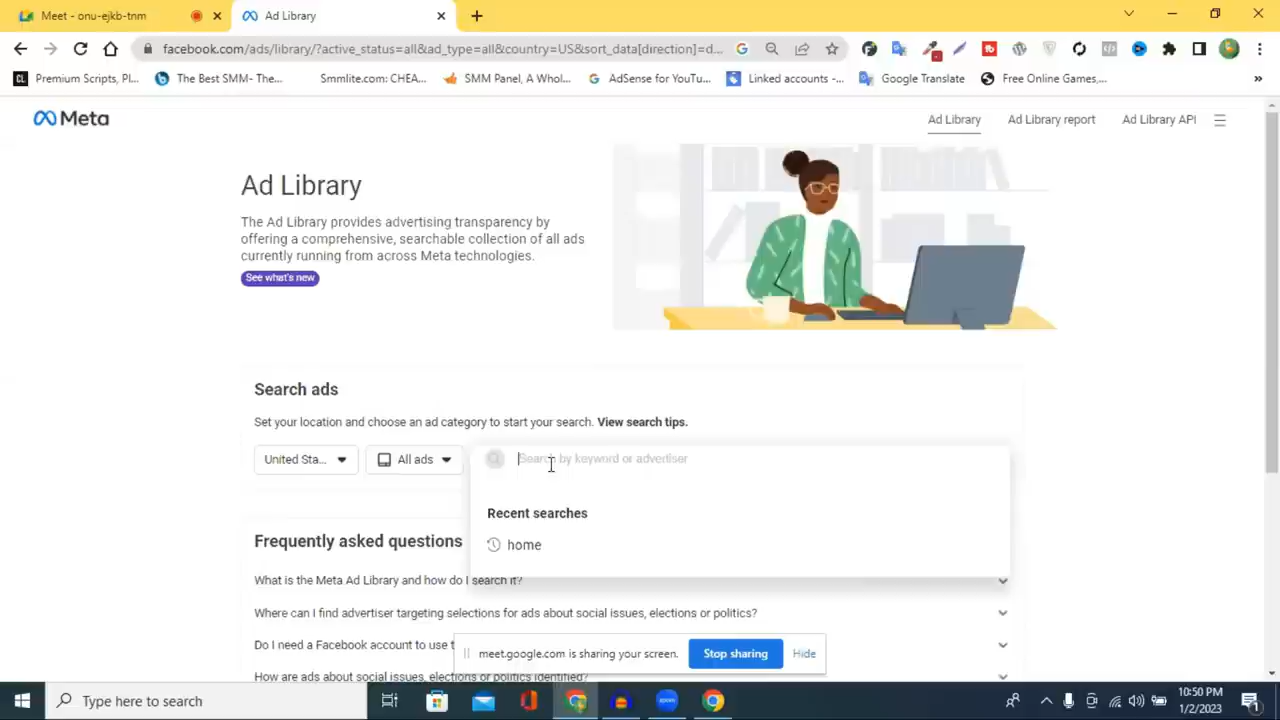 Meet - onu-ejkb-tnm
Ad Library
facebook.com/ads/library/?active_status=all&ad_type=all&country=US&sort_data[direction]=d...
Premium Scripts, Pl...
The Best SMM- The...
Smmlite.com: CHEA...
SMM Panel, A Whol...
AdSense for YouTu...
Linked accounts -...
Google Translate
Free Online Games,...
»
Meta
Ad Library
Ad Library report
Ad Library API
Ad Library
The Ad Library provides advertising transparency by
offering a comprehensive, searchable collection of all ads
currently running from across Meta technologies.
See what's new
Search ads
Set your location and choose an ad category to start your search. View search tips.
United Sta...
All ads
Search by keyword or advertiser
Recent searches
home
Frequently asked questions
What is the Meta Ad Library and how do I search it?
Where can I find advertiser targeting selections for ads about social issues, elections or politics?
Do I need a Facebook account to use t
meet.google.com is sharing your screen.
Stop sharing
Hide
How are ads about social issues, elections or politics identified?
Type here to search
10:50 PM
1/2/2023